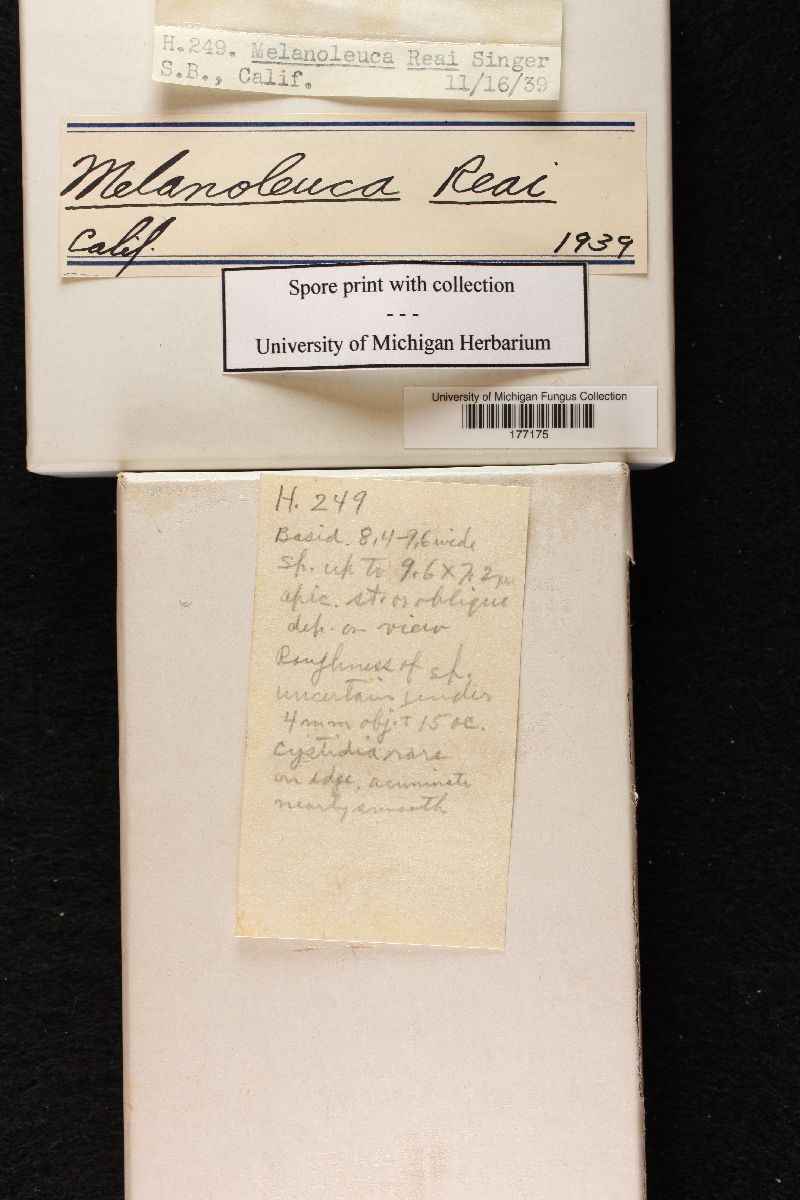 H.249. Melanoleuca Reai Singer
S.B., Calif. 11/16/39
Melanoleuca Reai
Calif. 1939
Spore print with collection
- - -
University of Michigan Herbarium
University of Michigan Fungus Collection
177175
H. 249
Basid. 8,4-9,6 wide
sp. up to 9.6 x 7.2
apic. st. or oblique
dep. on view
Roughness of sp.
uncertain under
4 mm obj. + 15 oc.
Cystidia rare
on edge, acuminate
nearly smooth